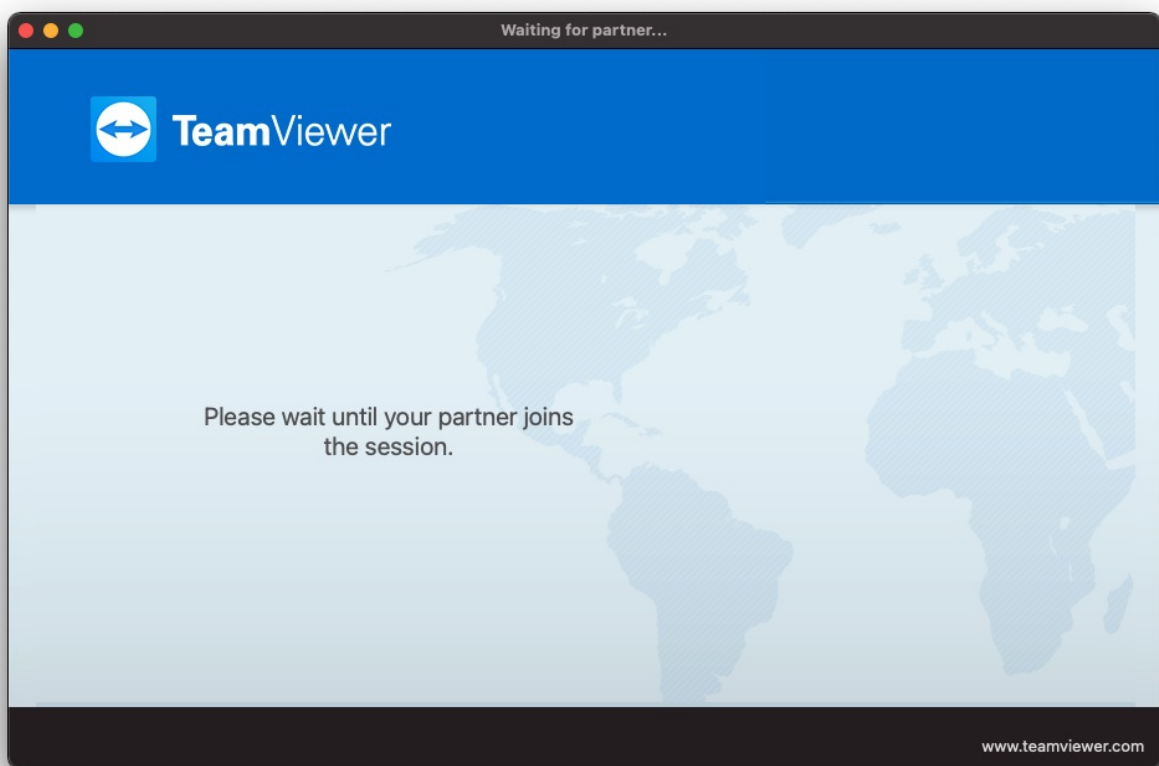 Waiting for partner...
TeamViewer
Please wait until your partner joins
the session.
www.teamviewer.com